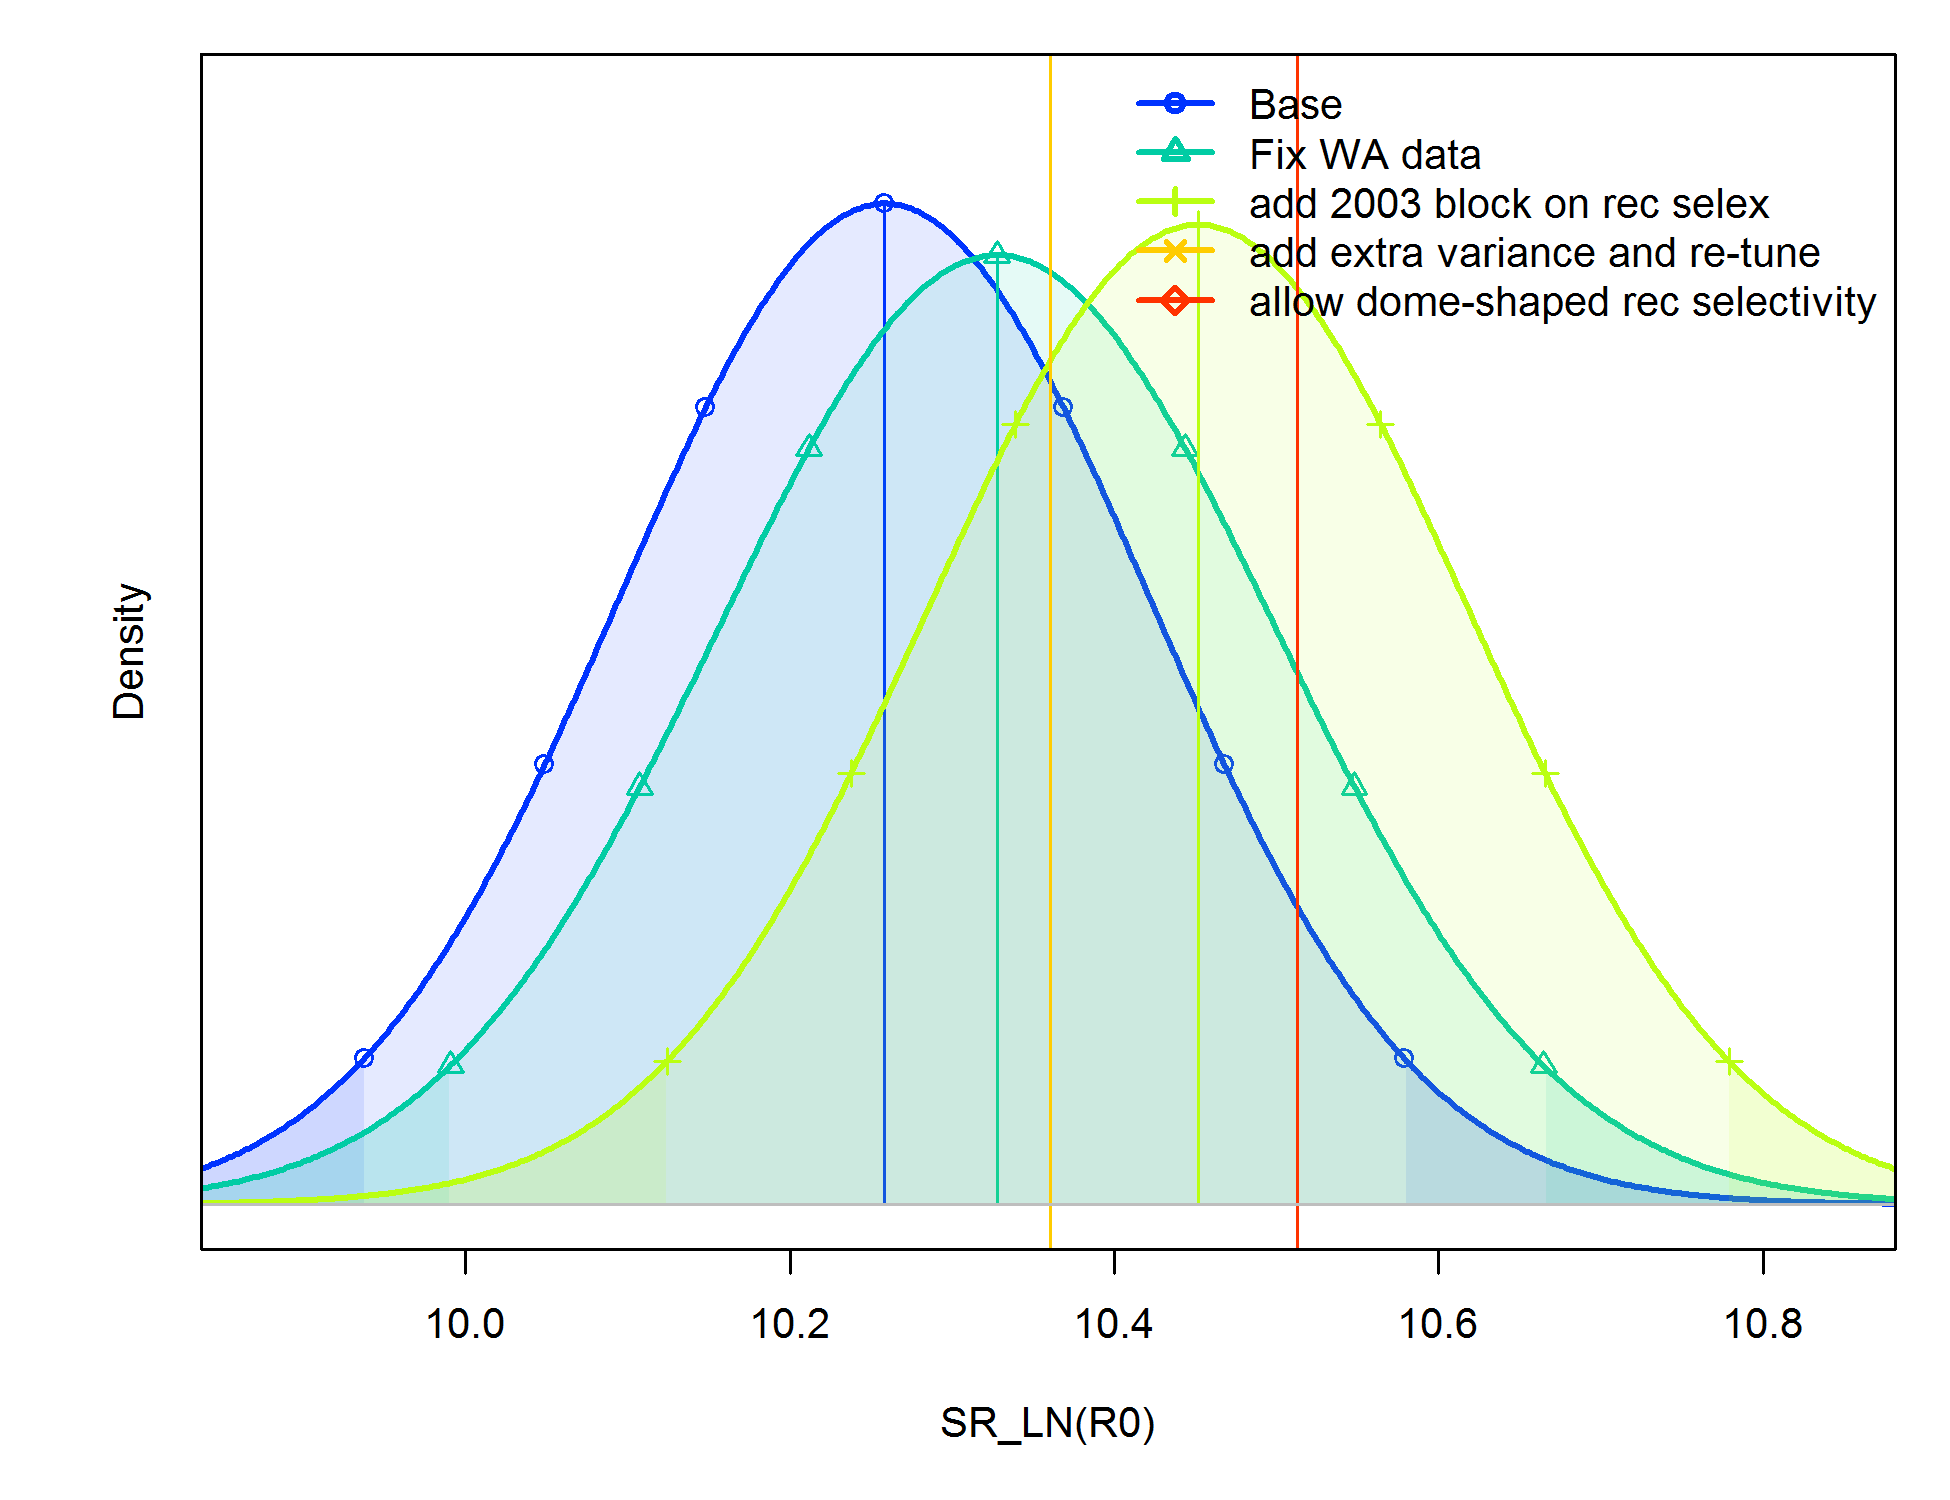 Base
Fix WA data
add 2003 block on rec selex
add extra variance and re-tune
allow dome-shaped rec selectivity
Density
10.0 10.2 10.4 10.6 10.8
SR_LN(R0)